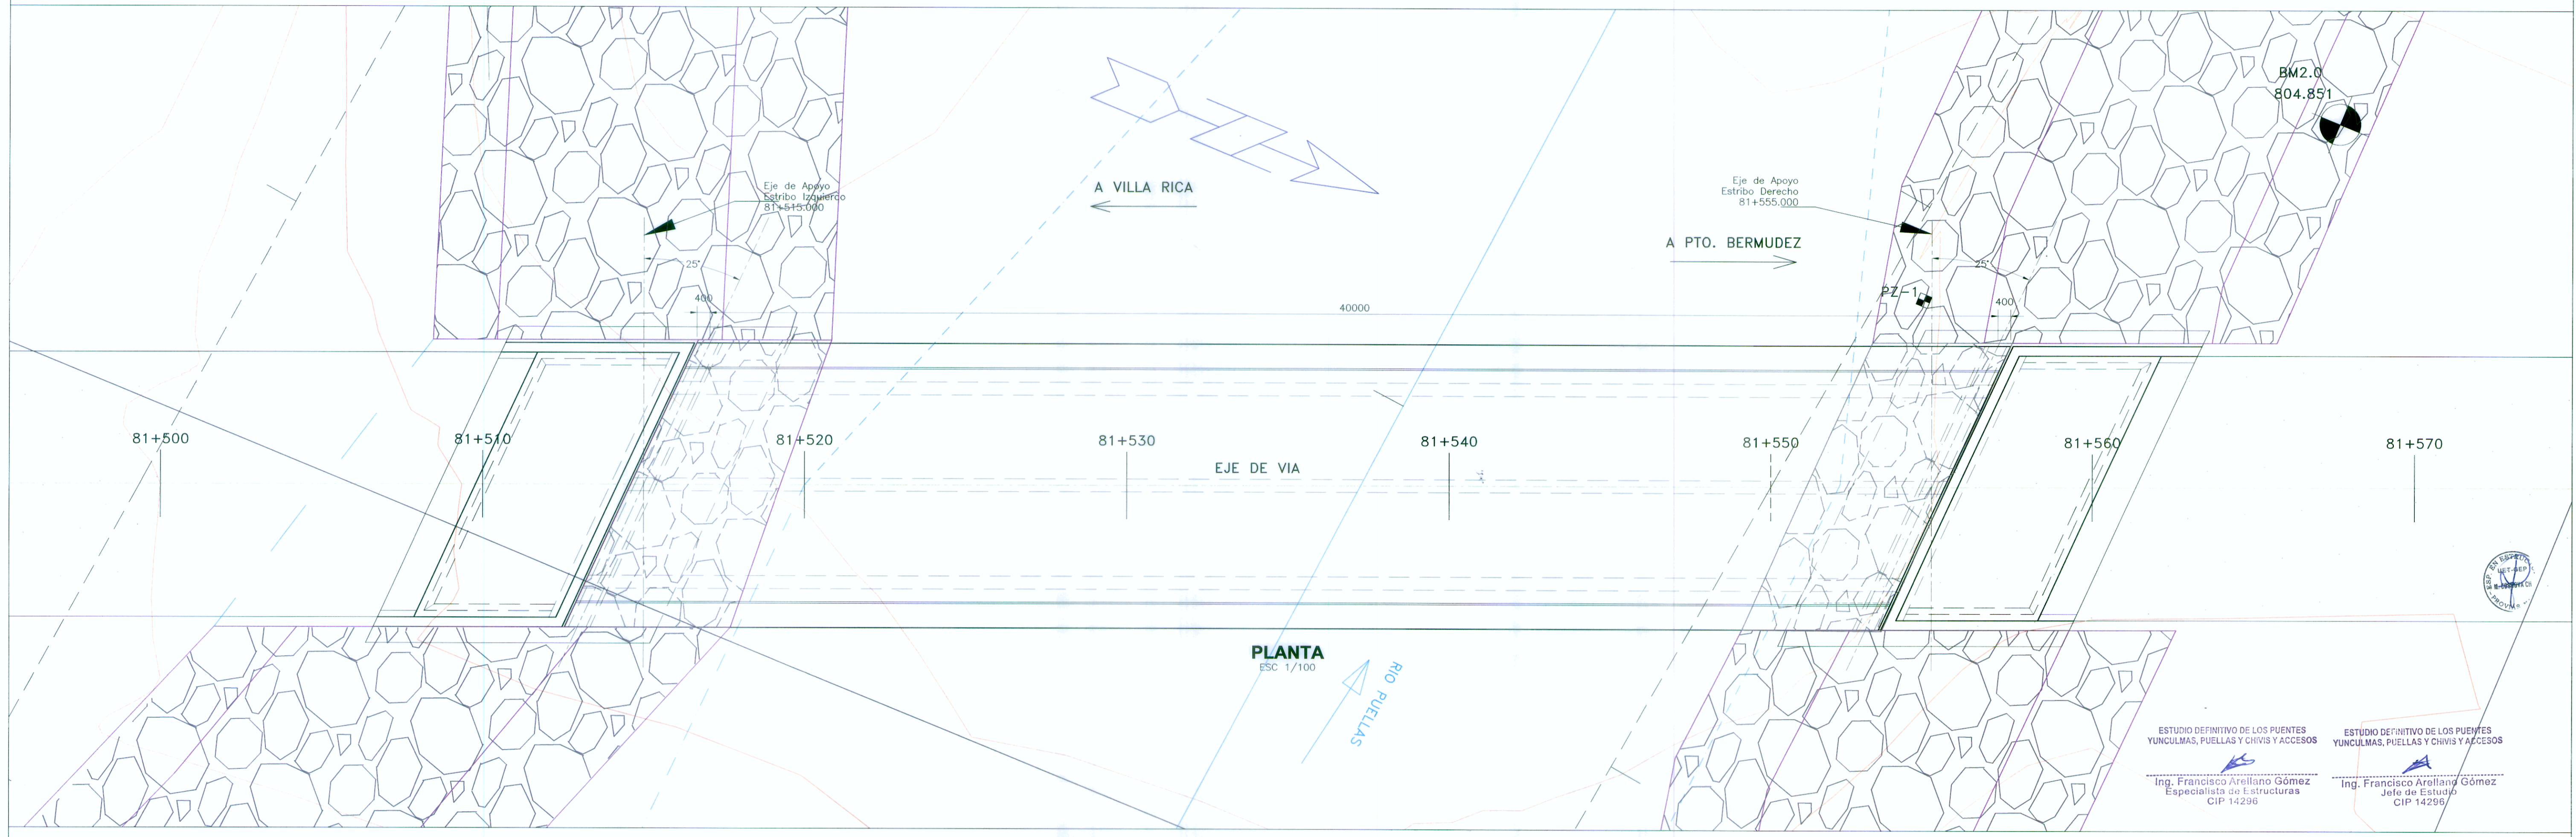 BM2.0
804.851
Eje de Apoyo
Estribo Izquierco
81+515.000
A VILLA RICA
Eje de Apoyo
Estribo Derecho
81+555.000
A PTO. BERMUDEZ
25°
25°
PZ-1
400
40000
400
81+500
81+510
81+520
81+530
81+540
81+550
81+560
81+570
EJE DE VIA
PLANTA
ESC 1/100
RIO PUELLAS
ESP. EN
ESTUDIO DEFINITIVO DE LOS PUENTES
YUNCULMAS, PUELLAS Y CHIVIS Y ACCESOS
Ing. Francisco Arellano Gómez
Especialista de Estructuras
CIP 14296
ESTUDIO DEFINITIVO DE LOS PUENTES
YUNCULMAS, PUELLAS Y CHIVIS Y ACCESOS
Ing. Francisco Arellano Gómez
Jefe de Estudio
CIP 14296